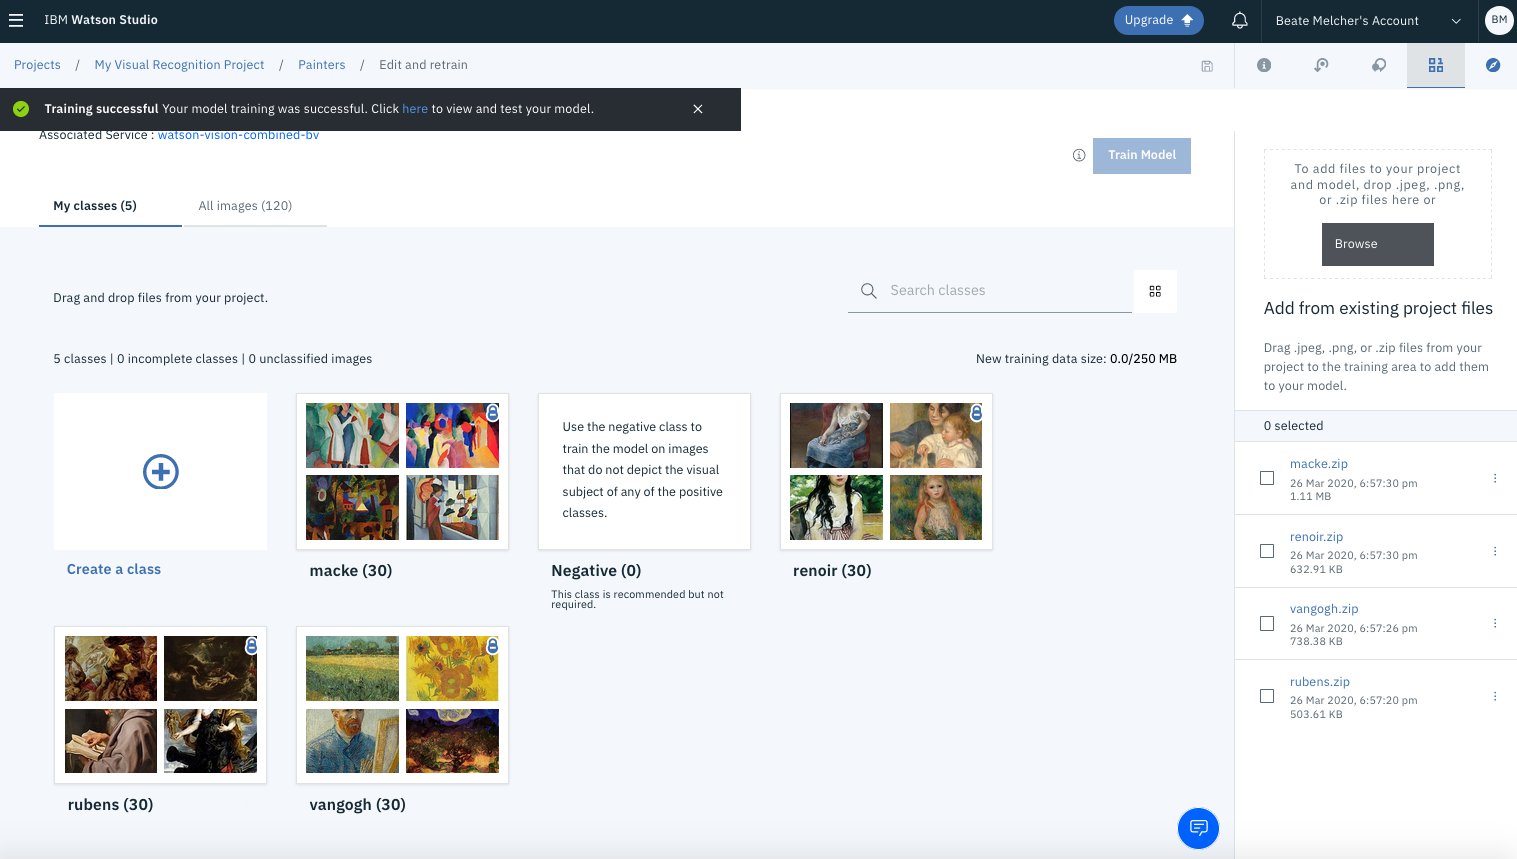 IBM Watson Studio
Upgrade
Beate Melcher's Account
BM
Projects / My Visual Recognition Project / Painters / Edit and retrain
Training successful Your model training was successful. Click here to view and test your model.
Associated Service : watson-vision-combined-bv
Train Model
My classes (5)
All images (120)
Drag and drop files from your project.
Search classes
5 classes | 0 incomplete classes | 0 unclassified images
New training data size: 0.0/250 MB
Create a class
macke (30)
Use the negative class to
train the model on images
that do not depict the visual
subject of any of the positive
classes.
Negative (0)
This class is recommended but not
required.
renoir (30)
rubens (30)
vangogh (30)
To add files to your project
and model, drop .jpeg, .png,
or .zip files here or
Browse
Add from existing project files
Drag .jpeg, .png, or .zip files from your
project to the training area to add them
to your model.
0 selected
macke.zip
26 Mar 2020, 6:57:30 pm
1.11 MB
renoir.zip
26 Mar 2020, 6:57:30 pm
632.91 KB
vangogh.zip
26 Mar 2020, 6:57:26 pm
738.38 KB
rubens.zip
26 Mar 2020, 6:57:20 pm
503.61 KB